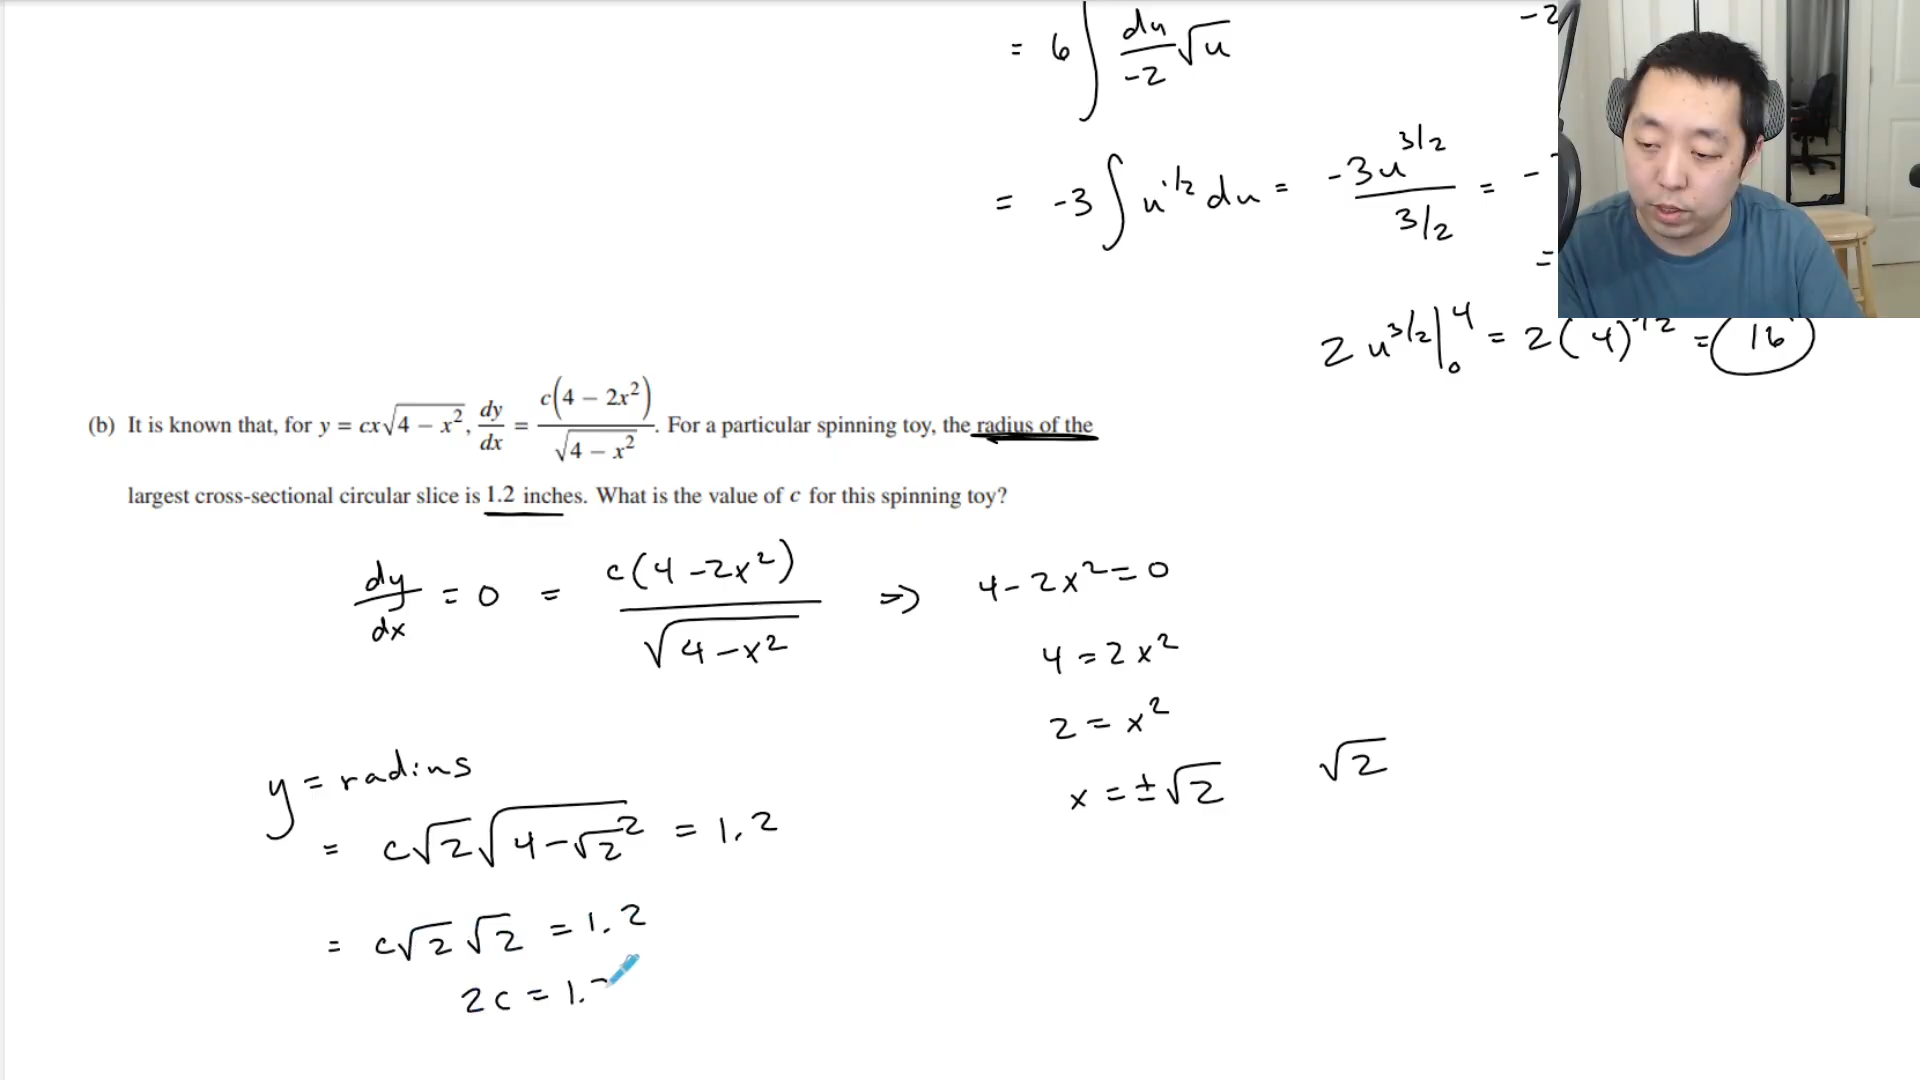 = 6 ∫ du/-2 √u
-2
= -3 ∫ u^1/2 du = -3u^3/2 / 3/2 = -
=
2 u^3/2 |_0^4 = 2(4) = 16
(b) It is known that, for y = cx√(4 − x²), dy/dx = c(4 − 2x²)/√(4 − x²). For a particular spinning toy, the radius of the
largest cross-sectional circular slice is 1.2 inches. What is the value of c for this spinning toy?
dy/dx = 0 = c(4-2x²)/√(4-x²) => 4-2x²=0
4=2x²
2=x²
x=±√2 √2
y = radius
= c√2√(4-√2²) = 1.2
= c√2 √2 = 1.2
2c = 1.